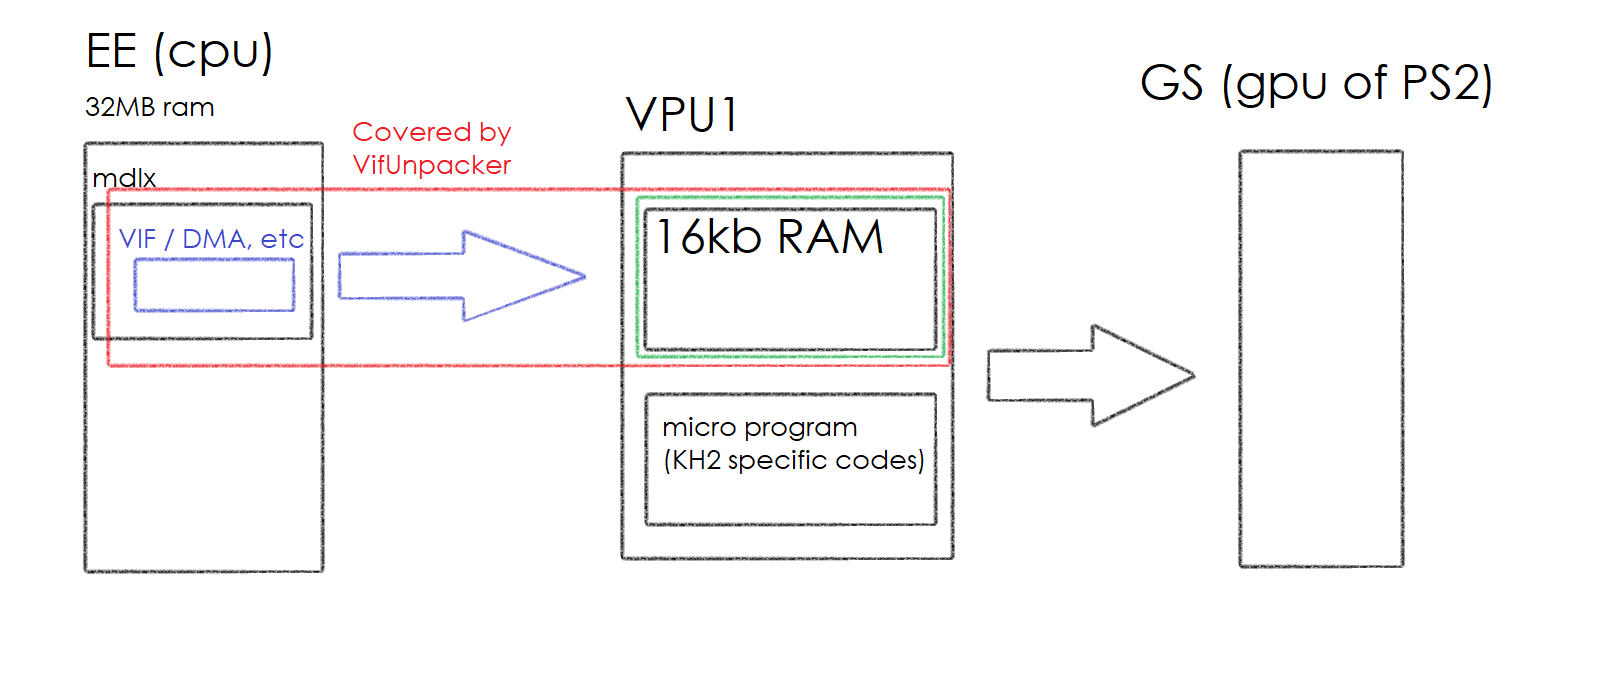 EE (cpu)
32MB ram
mdlx
VIF / DMA, etc
Covered by
VifUnpacker
VPU1
16kb RAM
micro program
(KH2 specific codes)
GS (gpu of PS2)